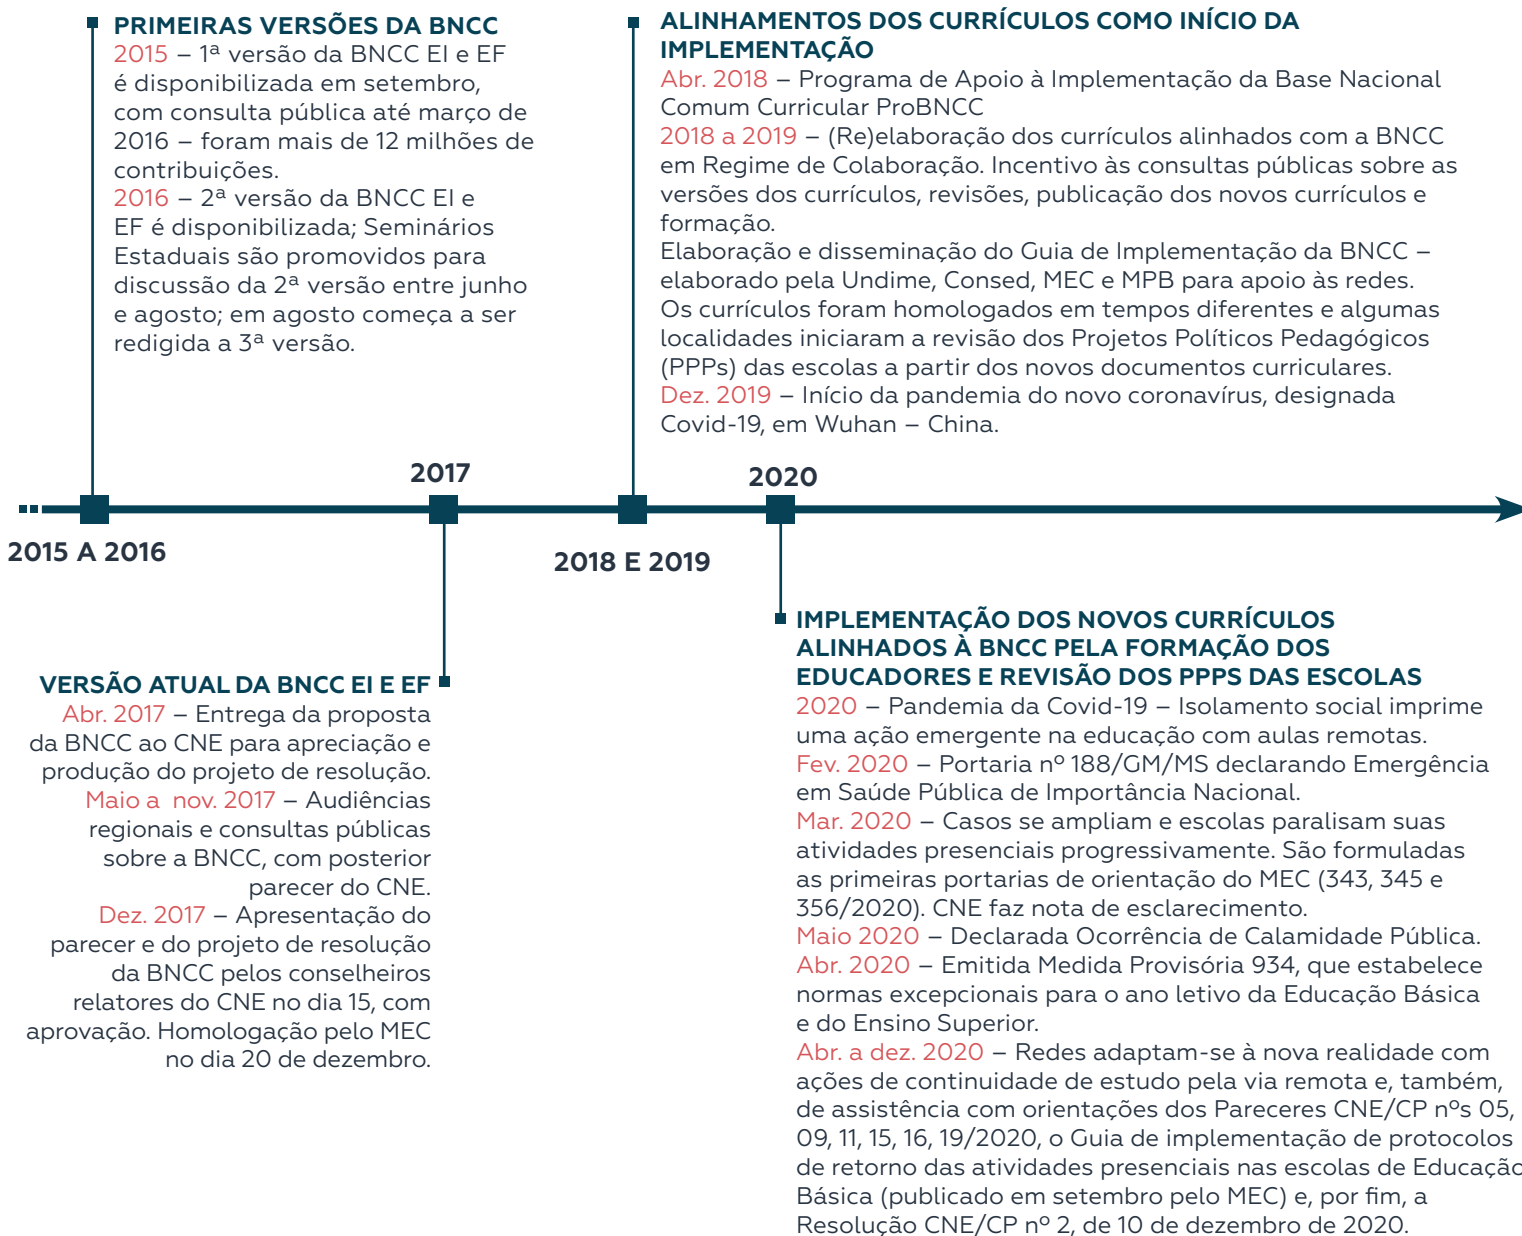 PRIMEIRAS VERSÕES DA BNCC
2015 – 1ª versão da BNCC EI e EF
é disponibilizada em setembro,
com consulta pública até março de
2016 – foram mais de 12 milhões de
contribuições.
2016 – 2ª versão da BNCC EI e
EF é disponibilizada; Seminários
Estaduais são promovidos para
discussão da 2ª versão entre junho
e agosto; em agosto começa a ser
redigida a 3ª versão.
ALINHAMENTOS DOS CURRÍCULOS COMO INÍCIO DA
IMPLEMENTAÇÃO
Abr. 2018 – Programa de Apoio à Implementação da Base Nacional
Comum Curricular ProBNCC
2018 a 2019 – (Re)elaboração dos currículos alinhados com a BNCC
em Regime de Colaboração. Incentivo às consultas públicas sobre as
versões dos currículos, revisões, publicação dos novos currículos e
formação.
Elaboração e disseminação do Guia de Implementação da BNCC –
elaborado pela Undime, Consed, MEC e MPB para apoio às redes.
Os currículos foram homologados em tempos diferentes e algumas
localidades iniciaram a revisão dos Projetos Políticos Pedagógicos
(PPPs) das escolas a partir dos novos documentos curriculares.
Dez. 2019 – Início da pandemia do novo coronavírus, designada
Covid-19, em Wuhan – China.
2017
2020
2015 A 2016
2018 E 2019
VERSÃO ATUAL DA BNCC EI E EF
Abr. 2017 – Entrega da proposta
da BNCC ao CNE para apreciação e
produção do projeto de resolução.
Maio a nov. 2017 – Audiências
regionais e consultas públicas
sobre a BNCC, com posterior
parecer do CNE.
Dez. 2017 – Apresentação do
parecer e do projeto de resolução
da BNCC pelos conselheiros
relatores do CNE no dia 15, com
aprovação. Homologação pelo MEC
no dia 20 de dezembro.
IMPLEMENTAÇÃO DOS NOVOS CURRÍCULOS
ALINHADOS À BNCC PELA FORMAÇÃO DOS
EDUCADORES E REVISÃO DOS PPPS DAS ESCOLAS
2020 – Pandemia da Covid-19 – Isolamento social imprime
uma ação emergente na educação com aulas remotas.
Fev. 2020 – Portaria nº 188/GM/MS declarando Emergência
em Saúde Pública de Importância Nacional.
Mar. 2020 – Casos se ampliam e escolas paralisam suas
atividades presenciais progressivamente. São formuladas
as primeiras portarias de orientação do MEC (343, 345 e
356/2020). CNE faz nota de esclarecimento.
Maio 2020 – Declarada Ocorrência de Calamidade Pública.
Abr. 2020 – Emitida Medida Provisória 934, que estabelece
normas excepcionais para o ano letivo da Educação Básica
e do Ensino Superior.
Abr. a dez. 2020 – Redes adaptam-se à nova realidade com
ações de continuidade de estudo pela via remota e, também,
de assistência com orientações dos Pareceres CNE/CP nºs 05,
09, 11, 15, 16, 19/2020, o Guia de implementação de protocolos
de retorno das atividades presenciais nas escolas de Educação
Básica (publicado em setembro pelo MEC) e, por fim, a
Resolução CNE/CP nº 2, de 10 de dezembro de 2020.